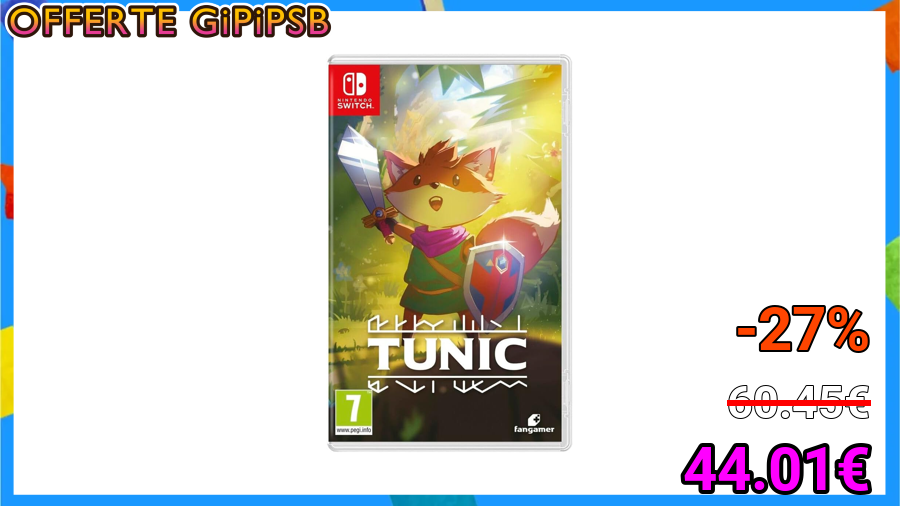 OFFERTE GiPiPSB
NINTENDO
SWITCH.
TUNIC
7
www.pegi.info
fangamer
-27%
60.45€
44.01€